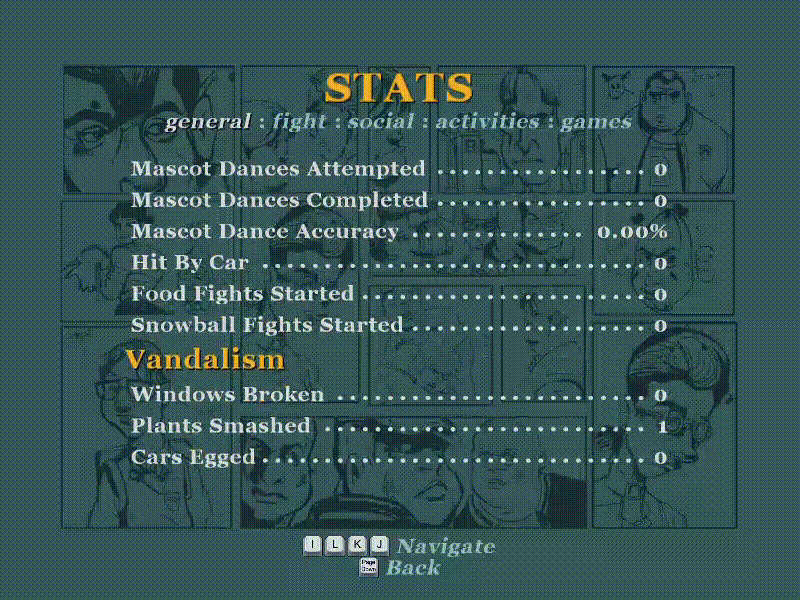 STATS
general : fight : social : activities : games
Mascot Dances Attempted ................. 0
Mascot Dances Completed ................. 0
Mascot Dance Accuracy .............. 0.00%
Hit By Car ............................... 0
Food Fights Started ....................... 0
Snowball Fights Started ................... 0
Vandalism
Windows Broken ......................... 0
Plants Smashed .......................... 1
Cars Egged ............................... 0
I L K J Navigate
Page Down Back